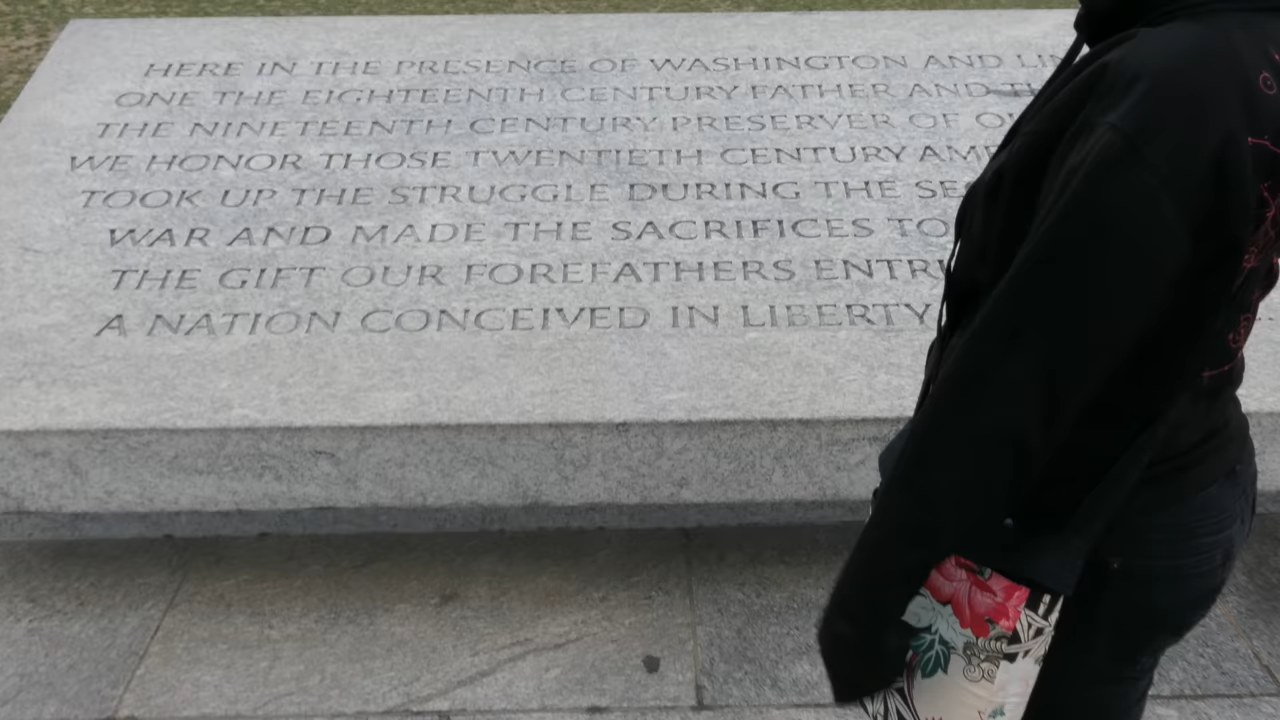 HERE IN THE PRESENCE OF WASHINGTON AND
ONE THE EIGHTEENTH CENTURY FATHER AND
THE NINETEENTH CENTURY PRESERVER OF
WE HONOR THOSE TWENTIETH CENTURY
TOOK UP THE STRUGGLE DURING THE
WAR AND MADE THE SACRIFICES TO
THE GIFT OUR FOREFATHERS
A NATION CONCEIVED IN LIBERTY